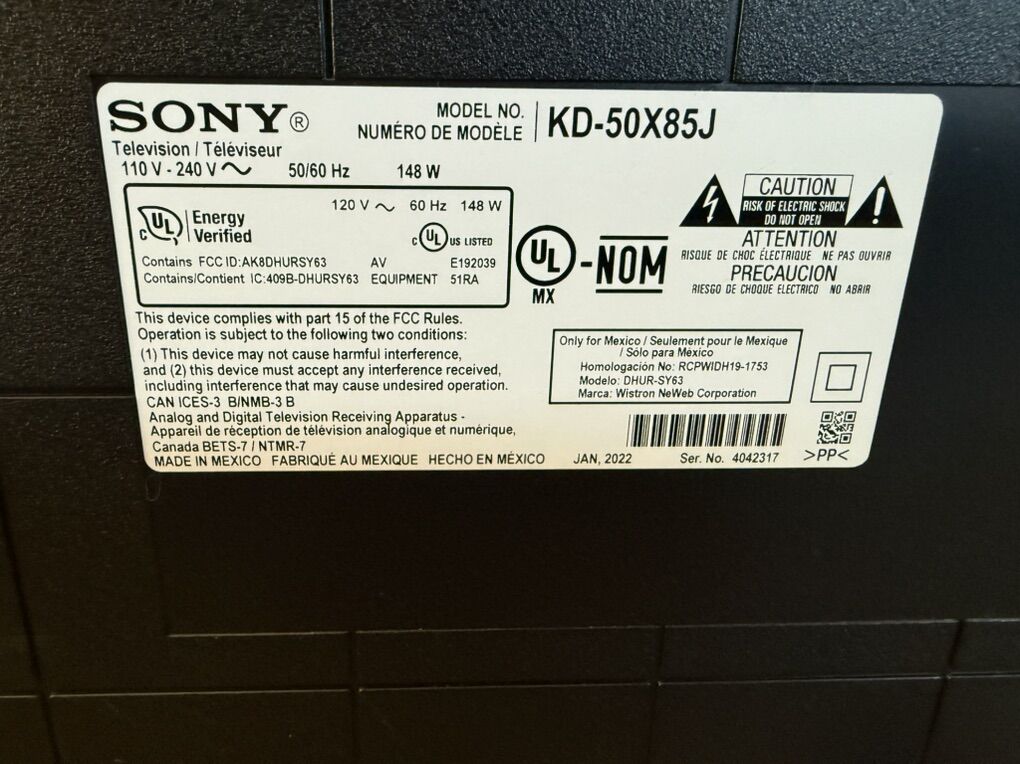 SONY®
MODEL NO.
NUMÉRO DE MODÈLE
KD-50X85J
Television / Téléviseur
110 V - 240 V ~ 50/60 Hz 148 W
120 V ~ 60 Hz 148 W
C UL Energy
Verified
C UL US LISTED
Contains FCC ID:AK8DHURSY63 AV E192039
Contains/Contient IC:409B-DHURSY63 EQUIPMENT 51RA
UL
MX
-NOM
CAUTION
RISK OF ELECTRIC SHOCK
DO NOT OPEN
!
ATTENTION
RISQUE DE CHOC ÉLECTRIQUE NE PAS OUVRIR
PRECAUCION
RIESGO DE CHOQUE ELECTRICO NO ABRIR
This device complies with part 15 of the FCC Rules.
Operation is subject to the following two conditions:
(1) This device may not cause harmful interference,
and (2) this device must accept any interference received,
including interference that may cause undesired operation.
CAN ICES-3 B/NMB-3 B
Analog and Digital Television Receiving Apparatus -
Appareil de réception de télévision analogique et numérique,
Canada BETS-7 / NTMR-7
MADE IN MEXICO FABRIQUÉ AU MEXIQUE HECHO EN MÉXICO
Only for Mexico / Seulement pour le Mexique
/ Sólo para México
Homologación No: RCPWIDH19-1753
Modelo: DHUR-SY63
Marca: Wistron NeWeb Corporation
JAN, 2022 Ser. No. 4042317
>PP<